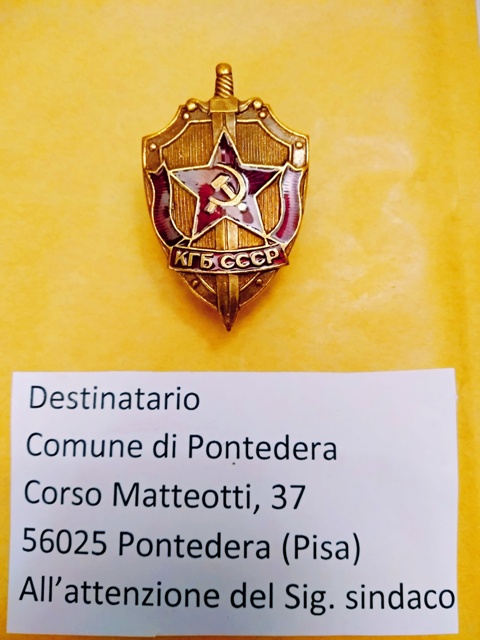 КГБ СССР
Destinatario
Comune di Pontedera
Corso Matteotti, 37
56025 Pontedera (Pisa)
All'attenzione del Sig. sindaco